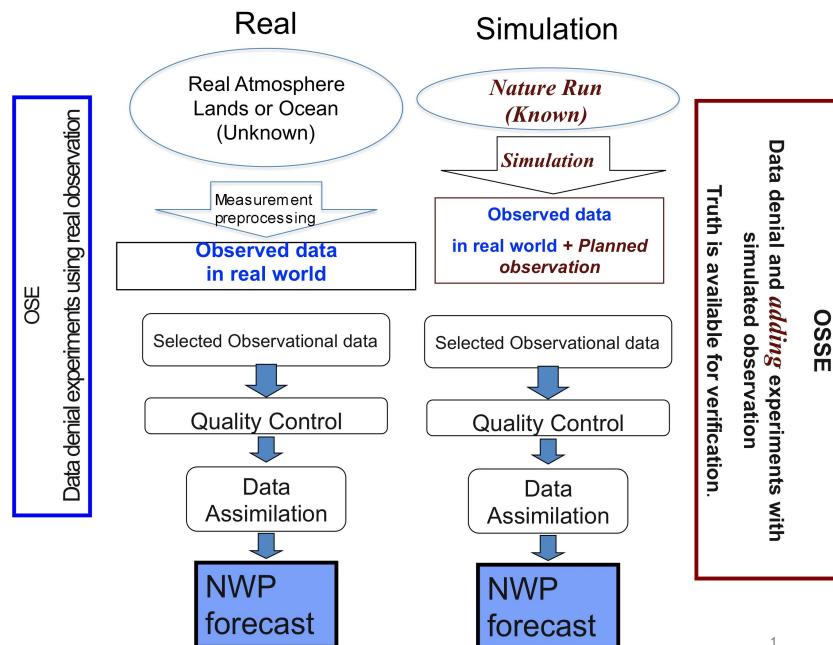 Real
Real Atmosphere
Lands or Ocean
(Unknown)
Measurement
preprocessing
Observed data
in real world
Selected Observational data
Quality Control
Data
Assimilation
NWP
forecast
Simulation
Nature Run
(Known)
Simulation
Observed data
in real world + Planned
observation
Selected Observational data
Quality Control
Data
Assimilation
NWP
forecast
OSE
Data denial experiments using real observation
OSSE
Data denial and adding experiments with
simulated observation
Truth is available for verification.
1